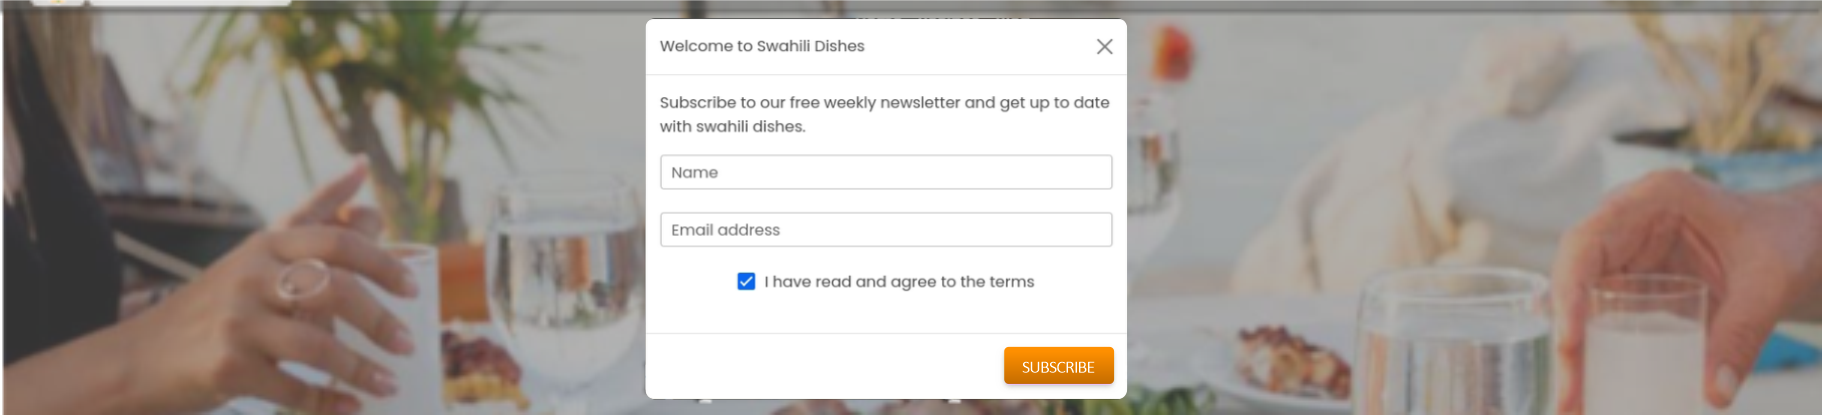 Welcome to Swahili Dishes
Subscribe to our free weekly newsletter and get up to date
with swahili dishes.
Name
Email address
I have read and agree to the terms
SUBSCRIBE